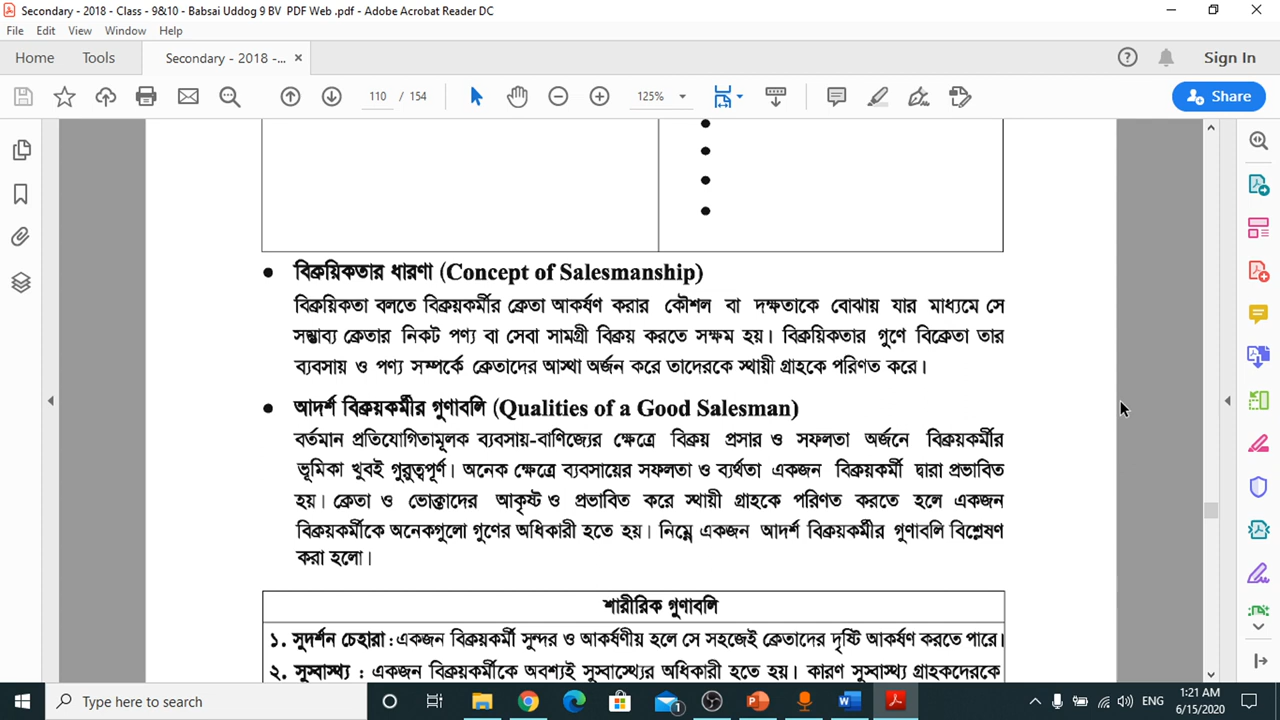 Secondary - 2018 - Class - 9&10 - Babsai Uddog 9 BV PDF Web .pdf - Adobe Acrobat Reader DC
File Edit View Window Help
Home Tools Secondary - 2018 -... × Sign In
110 / 154 125% Share
• বিক্রয়িকতার ধারণা (Concept of Salesmanship)
বিক্রয়িকতা বলতে বিক্রয়কর্মীর ক্রেতা আকর্ষণ করার কৌশল বা দক্ষতাকে বোঝায় যার মাধ্যমে সে
সম্ভাব্য ক্রেতার নিকট পণ্য বা সেবা সামগ্রী বিক্রয় করতে সক্ষম হয়। বিক্রয়িকতার গুণে বিক্রেতা তার
ব্যবসায় ও পণ্য সম্পর্কে ক্রেতাদের আস্থা অর্জন করে তাদেরকে স্থায়ী গ্রাহকে পরিণত করে।
• আদর্শ বিক্রয়কর্মীর গুণাবলি (Qualities of a Good Salesman)
বর্তমান প্রতিযোগিতামূলক ব্যবসায়-বাণিজ্যের ক্ষেত্রে বিক্রয় প্রসার ও সফলতা অর্জনে বিক্রয়কর্মীর
ভূমিকা খুবই গুরুত্বপূর্ণ। অনেক ক্ষেত্রে ব্যবসায়ের সফলতা ও ব্যর্থতা একজন বিক্রয়কর্মী দ্বারা প্রভাবিত
হয়। ক্রেতা ও ভোক্তাদের আকৃষ্ট ও প্রভাবিত করে স্থায়ী গ্রাহকে পরিণত করতে হলে একজন
বিক্রয়কর্মীকে অনেকগুলো গুণের অধিকারী হতে হয়। নিম্নে একজন আদর্শ বিক্রয়কর্মীর গুণাবলি বিশ্লেষণ
করা হলো।
শারীরিক গুণাবলি
১. সুদর্শন চেহারা : একজন বিক্রয়কর্মী সুন্দর ও আকর্ষণীয় হলে সে সহজেই ক্রেতাদের দৃষ্টি আকর্ষণ করতে পারে।
২. সুস্বাস্থ্য : একজন বিক্রয়কর্মীকে অবশ্যই সুস্বাস্থ্যের অধিকারী হতে হয়। কারণ সুস্বাস্থ্য গ্রাহকদেরকে
Type here to search 1 ENG 1:21 AM
6/15/2020